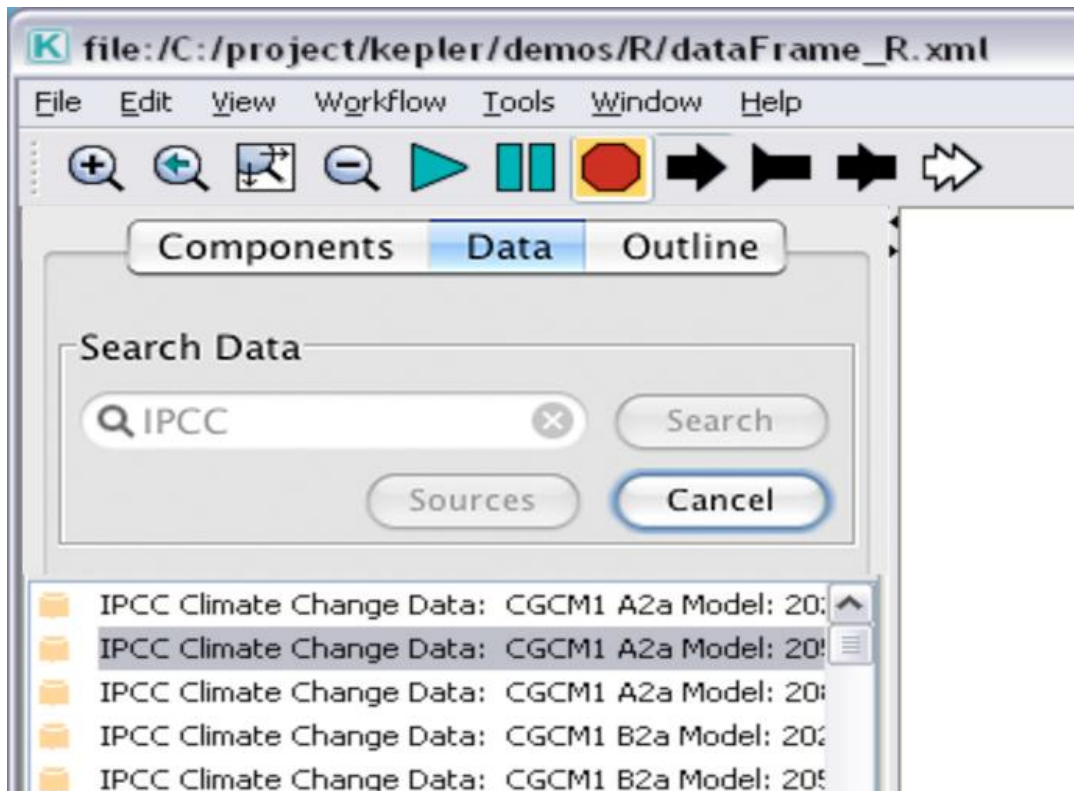 K file:/C:/project/kepler/demos/R/dataFrame_R.xml
File Edit View Workflow Tools Window Help
Components Data Outline
Search Data
IPCC Search
Sources Cancel
IPCC Climate Change Data: CGCM1 A2a Model:
IPCC Climate Change Data: CGCM1 A2a Model:
IPCC Climate Change Data: CGCM1 A2a Model:
IPCC Climate Change Data: CGCM1 B2a Model:
IPCC Climate Change Data: CGCM1 B2a Model: